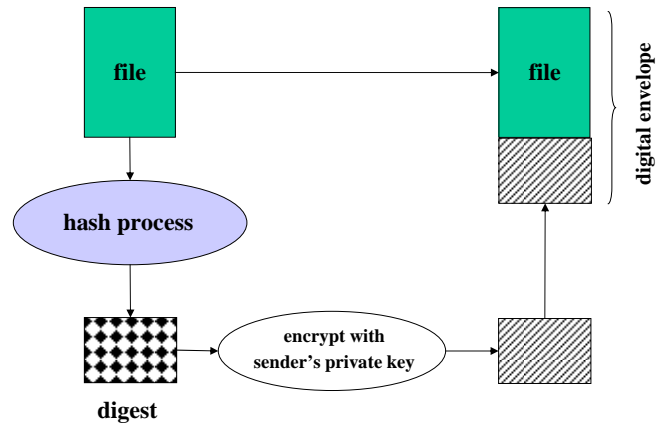 file
file
digital envelope
hash process
encrypt with
sender's private key
digest